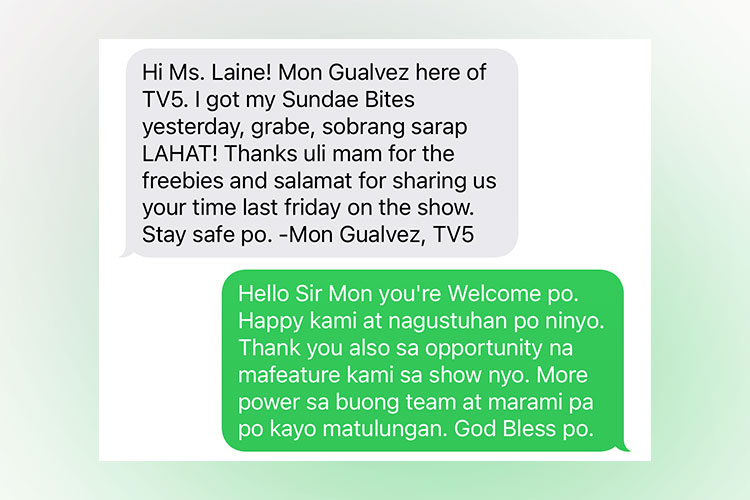 Hi Ms. Laine! Mon Gualvez here of
TV5. I got my Sundae Bites
yesterday, grabe, sobrang sarap
LAHAT! Thanks uli mam for the
freebies and salamat for sharing us
your time last friday on the show.
Stay safe po. -Mon Gualvez, TV5
Hello Sir Mon you're Welcome po.
Happy kami at nagustuhan po ninyo.
Thank you also sa opportunity na
mafeature kami sa show nyo. More
power sa buong team at marami pa
po kayo matulungan. God Bless po.